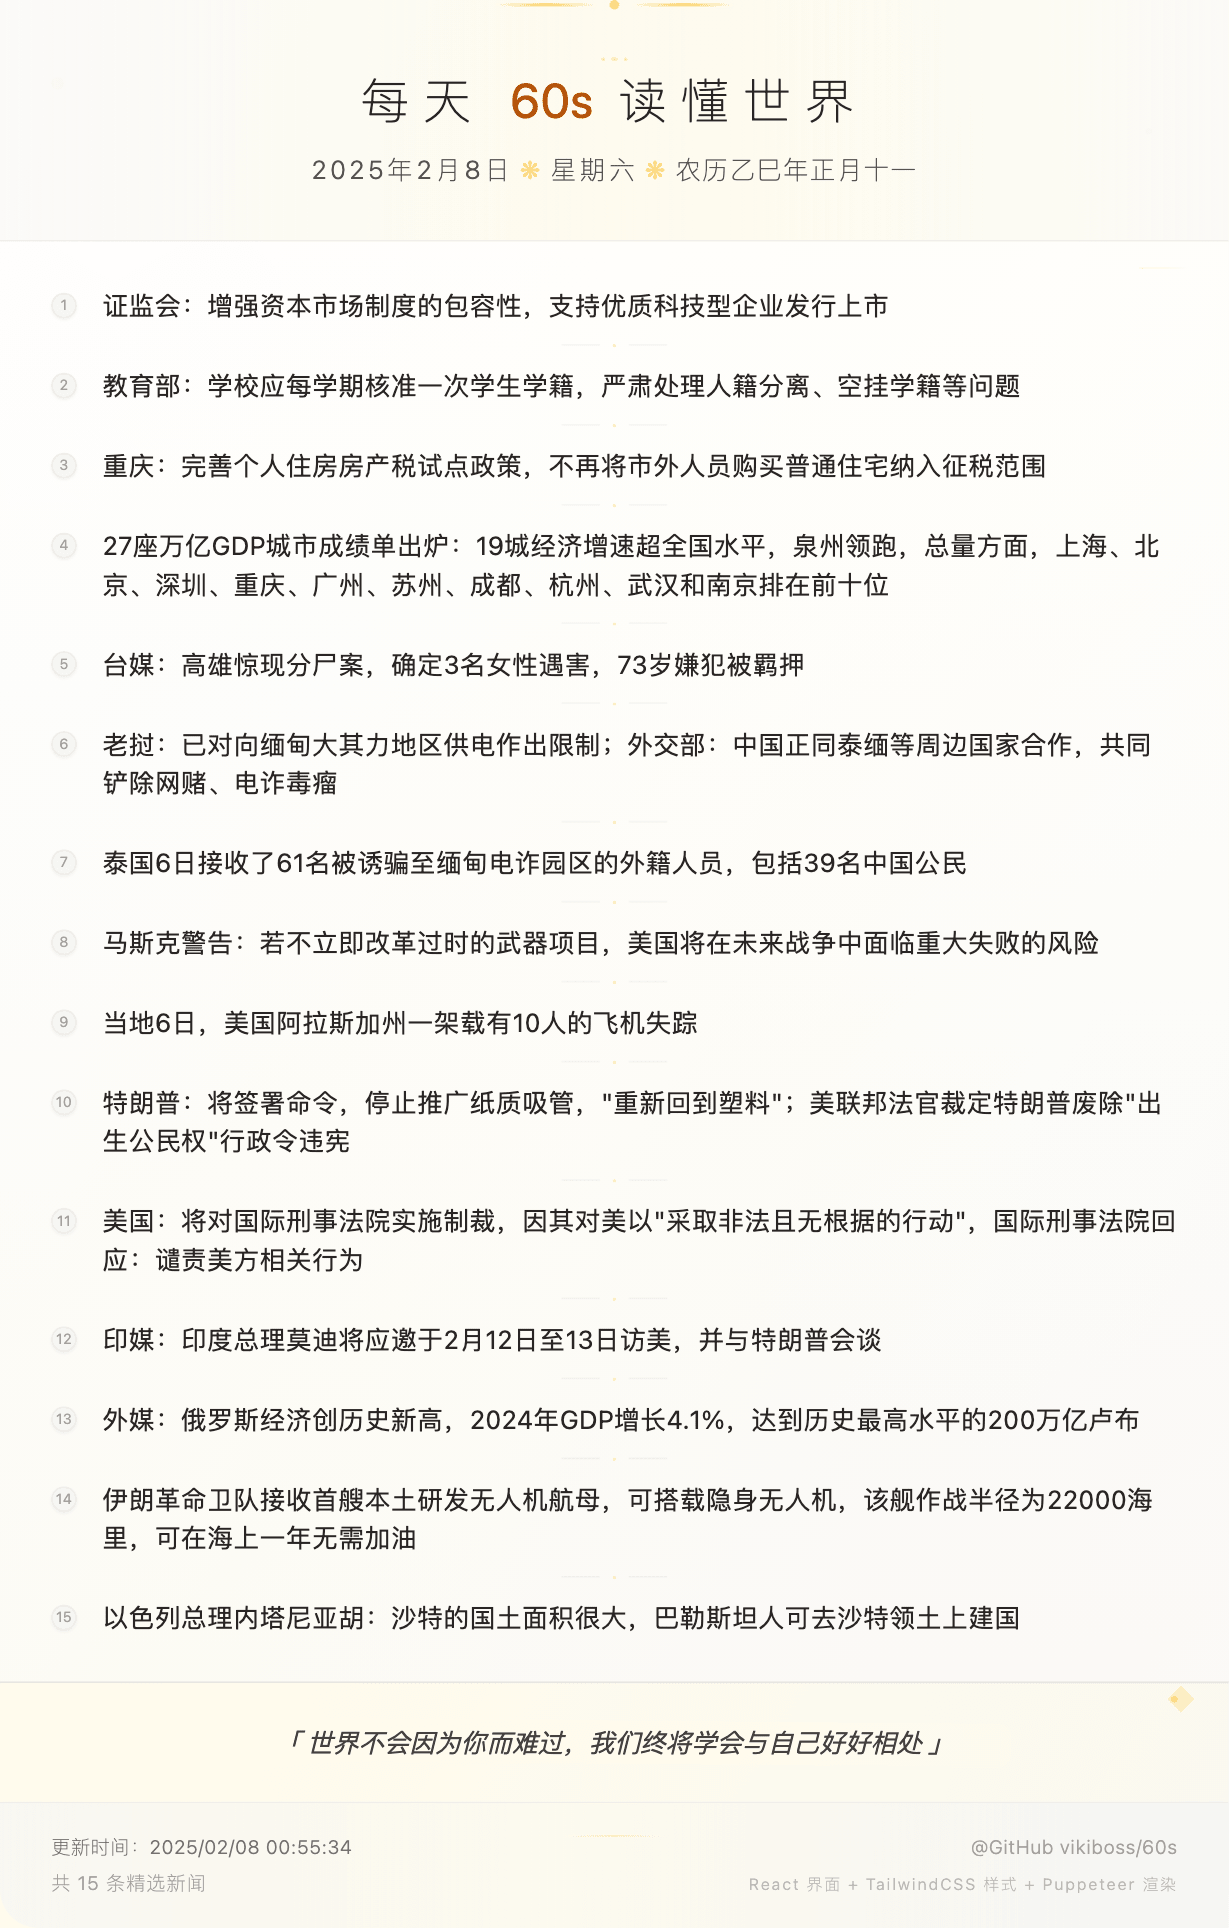 每天 60s 读懂世界
2025年2月8日 ❋ 星期六 ❋ 农历乙巳年正月十一
1 证监会：增强资本市场制度的包容性，支持优质科技型企业发行上市
2 教育部：学校应每学期核准一次学生学籍，严肃处理人籍分离、空挂学籍等问题
3 重庆：完善个人住房房产税试点政策，不再将市外人员购买普通住宅纳入征税范围
4 27座万亿GDP城市成绩单出炉：19城经济增速超全国水平，泉州领跑，总量方面，上海、北
京、深圳、重庆、广州、苏州、成都、杭州、武汉和南京排在前十位
5 台媒：高雄惊现分尸案，确定3名女性遇害，73岁嫌犯被羁押
6 老挝：已对向缅甸大其力地区供电作出限制；外交部：中国正同泰缅等周边国家合作，共同
铲除网赌、电诈毒瘤
7 泰国6日接收了61名被诱骗至缅甸电诈园区的外籍人员，包括39名中国公民
8 马斯克警告：若不立即改革过时的武器项目，美国将在未来战争中面临重大失败的风险
9 当地6日，美国阿拉斯加州一架载有10人的飞机失踪
10 特朗普：将签署命令，停止推广纸质吸管，"重新回到塑料"；美联邦法官裁定特朗普废除"出
生公民权"行政令违宪
11 美国：将对国际刑事法院实施制裁，因其对美以"采取非法且无根据的行动"，国际刑事法院回
应：谴责美方相关行为
12 印媒：印度总理莫迪将应邀于2月12日至13日访美，并与特朗普会谈
13 外媒：俄罗斯经济创历史新高，2024年GDP增长4.1%，达到历史最高水平的200万亿卢布
14 伊朗革命卫队接收首艘本土研发无人机航母，可搭载隐身无人机，该舰作战半径为22000海
里，可在海上一年无需加油
15 以色列总理内塔尼亚胡：沙特的国土面积很大，巴勒斯坦人可去沙特领土上建国
「 世界不会因为你而难过，我们终将学会与自己好好相处 」
更新时间：2025/02/08 00:55:34
@GitHub vikiboss/60s
共 15 条精选新闻
React 界面 + TailwindCSS 样式 + Puppeteer 渲染